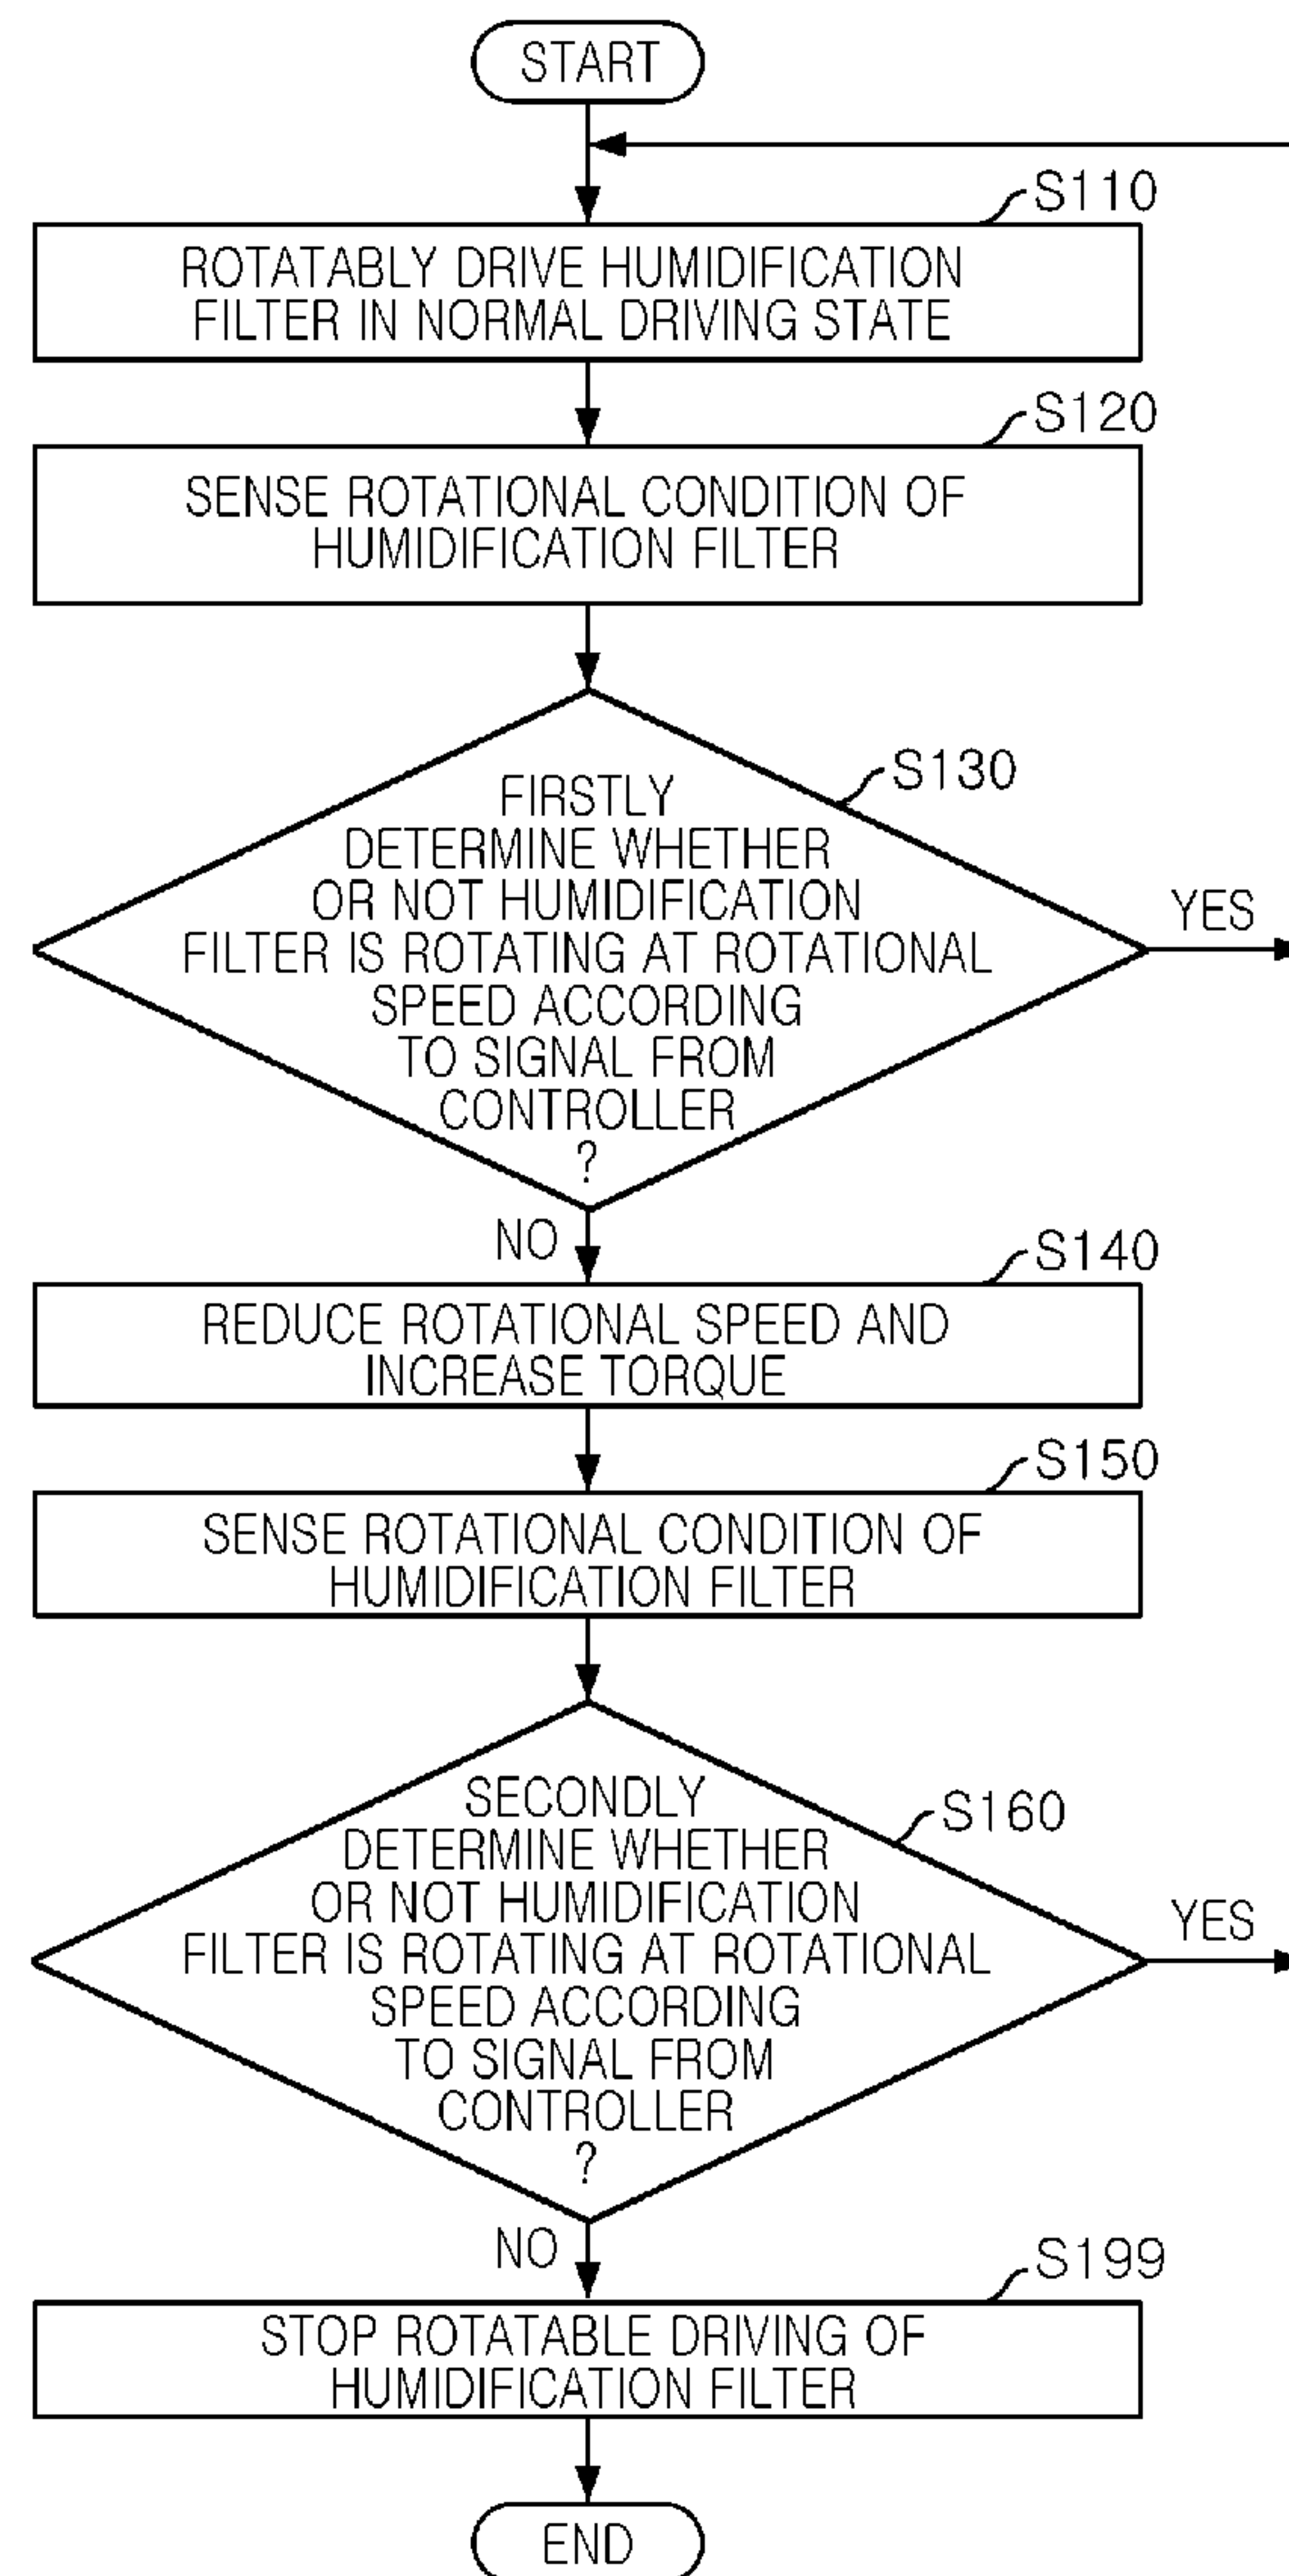 START
S110
ROTATABLY DRIVE HUMIDIFICATION
FILTER IN NORMAL DRIVING STATE
S120
SENSE ROTATIONAL CONDITION OF
HUMIDIFICATION FILTER
S130
FIRSTLY
DETERMINE WHETHER
OR NOT HUMIDIFICATION
FILTER IS ROTATING AT ROTATIONAL
SPEED ACCORDING
TO SIGNAL FROM
CONTROLLER
?
YES
NO
S140
REDUCE ROTATIONAL SPEED AND
INCREASE TORQUE
S150
SENSE ROTATIONAL CONDITION OF
HUMIDIFICATION FILTER
S160
SECONDLY
DETERMINE WHETHER
OR NOT HUMIDIFICATION
FILTER IS ROTATING AT ROTATIONAL
SPEED ACCORDING
TO SIGNAL FROM
CONTROLLER
?
YES
NO
S199
STOP ROTATABLE DRIVING OF
HUMIDIFICATION FILTER
END